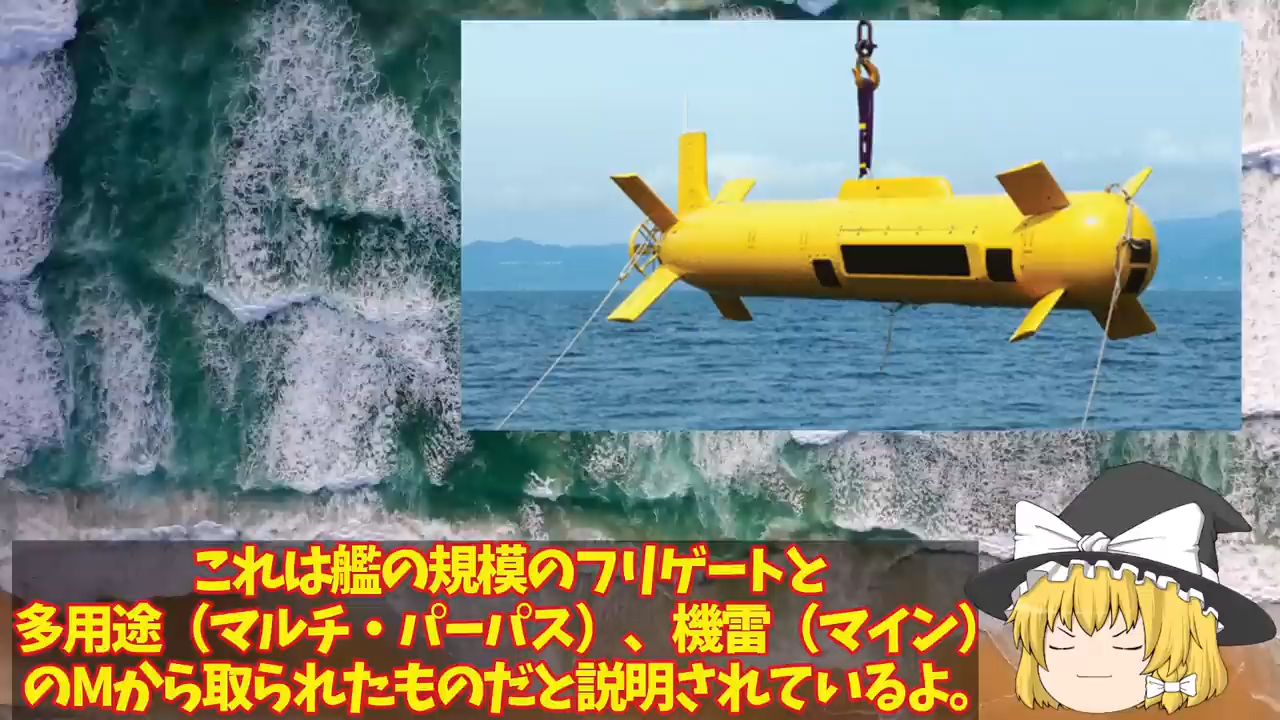 これは艦の規模のフリゲートと
多用途（マルチ・パーパス）、機雷（マイン）
のMから取られたものだと説明されているよ。